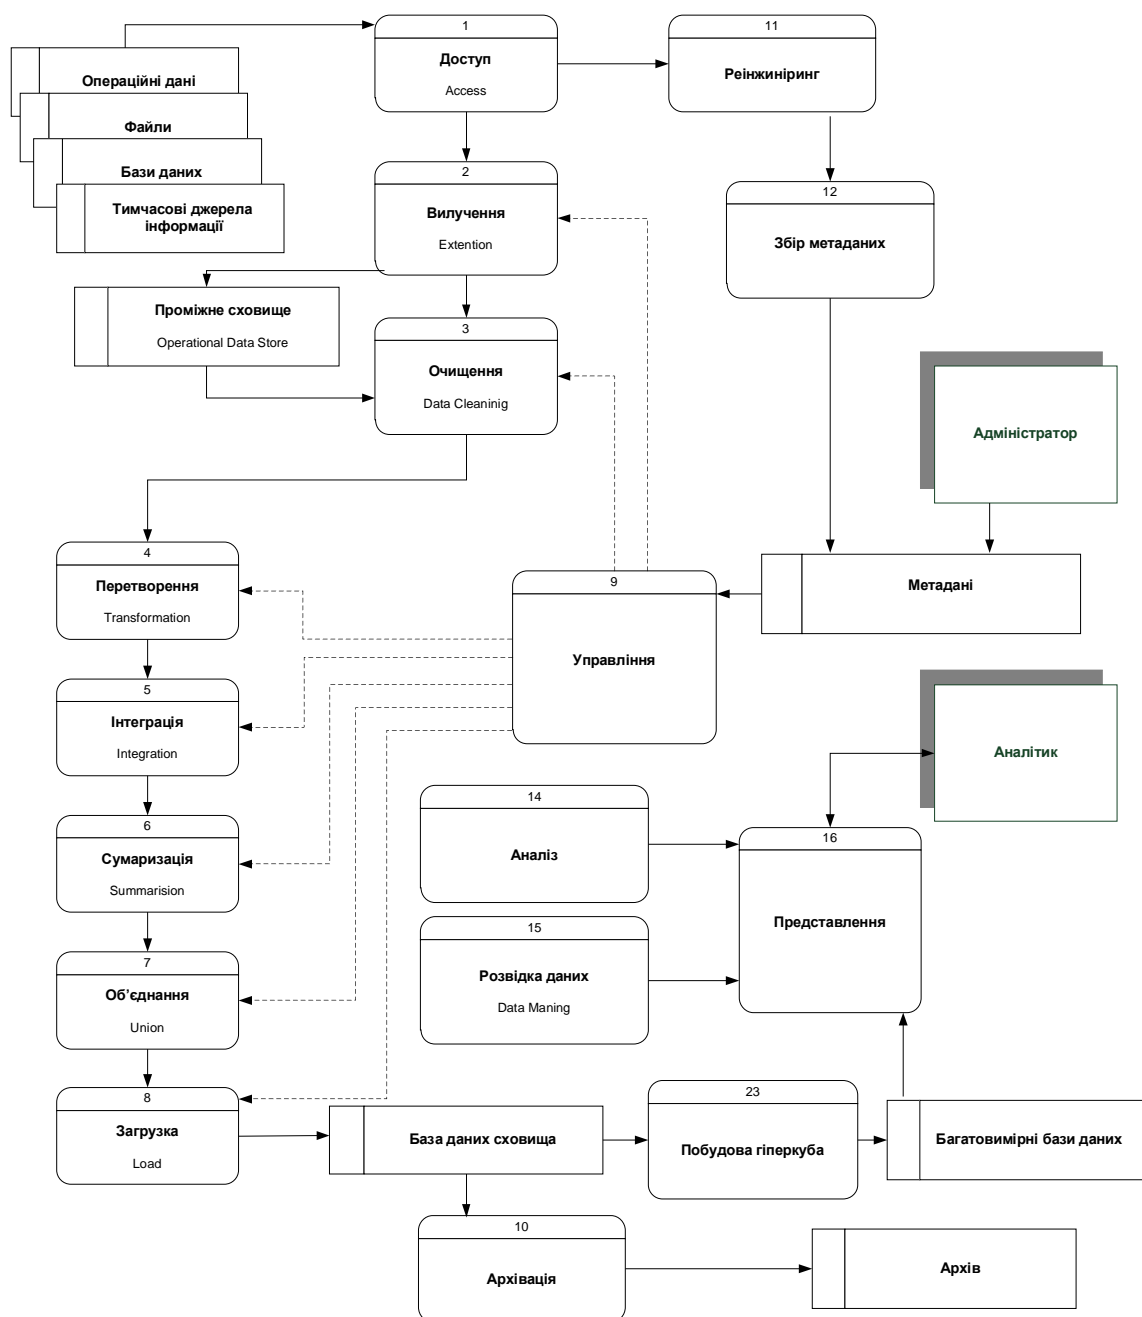 1
Доступ
Access
11
Реінжиніринг
Операційні дані
Файли
Бази даних
Тимчасові джерела
інформації
2
Вилучення
Extention
12
Збір метаданих
Проміжне сховище
Operational Data Store
3
Очищення
Data Cleaninig
Адміністратор
4
Перетворення
Transformation
9
Управління
Метадані
5
Інтеграція
Integration
Аналітик
14
Аналіз
6
Сумаризація
Summarision
16
Представлення
15
Розвідка даних
Data Maning
7
Об’єднання
Union
8
Загрузка
Load
База даних сховища
23
Побудова гіперкуба
Багатовимірні бази даних
10
Архівація
Архів